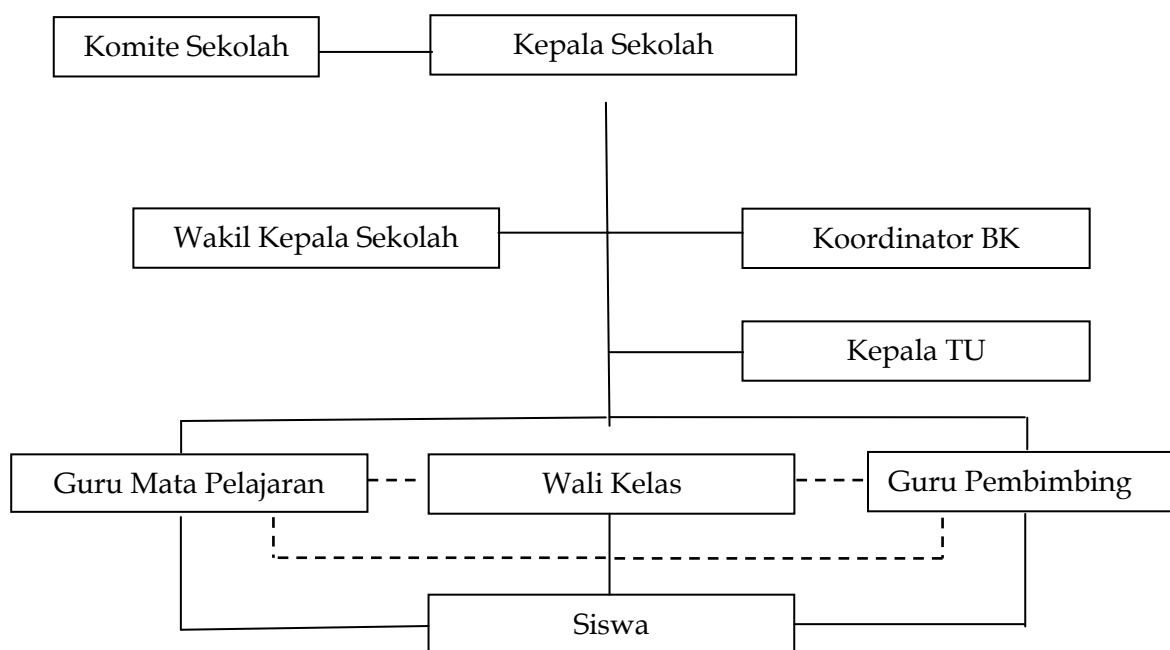 Komite Sekolah
Kepala Sekolah
Wakil Kepala Sekolah
Koordinator BK
Kepala TU
Guru Mata Pelajaran
Wali Kelas
Guru Pembimbing
Siswa